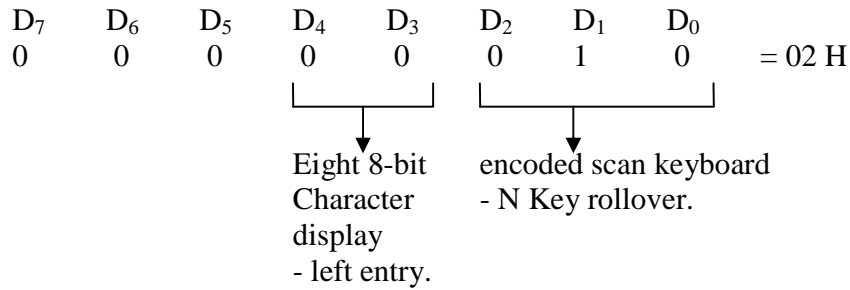 D₇ D₆ D₅ D₄ D₃ D₂ D₁ D₀
0 0 0 0 0 0 1 0 = 02 H
Eight 8-bit
Character
display
- left entry.
encoded scan keyboard
- N Key rollover.